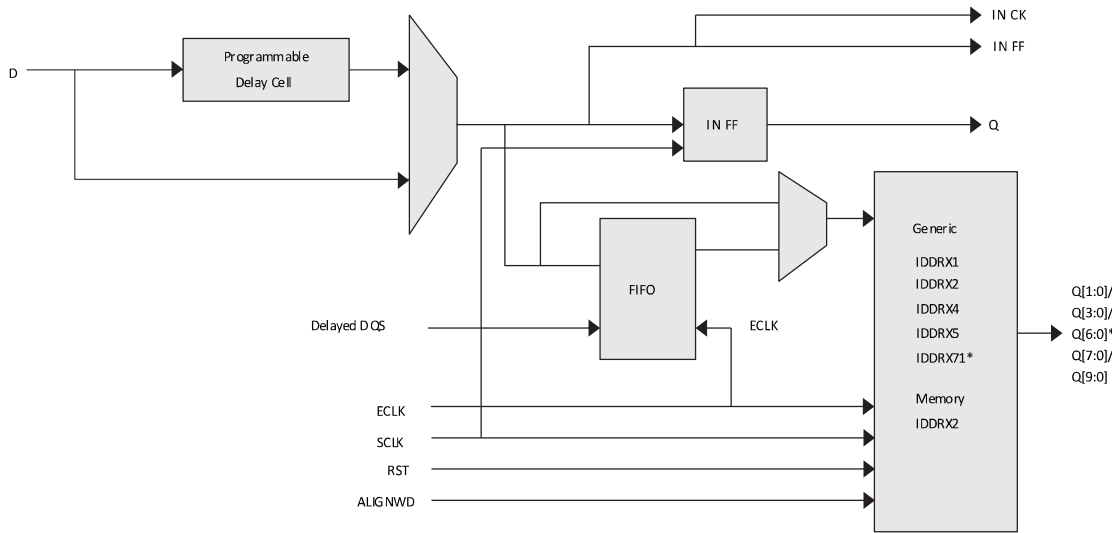 IN CK
IN FF
D
Programmable
Delay Cell
IN FF
Q
Generic
IDDRX1
IDDRX2
IDDRX4
IDDRX5
IDDRX71*
Memory
IDDRX2
FIFO
Delayed DQS
ECLK
Q[1:0]/
Q[3:0]/
Q[6:0]*
Q[7:0]/
Q[9:0]
ECLK
SCLK
RST
ALIGNWD